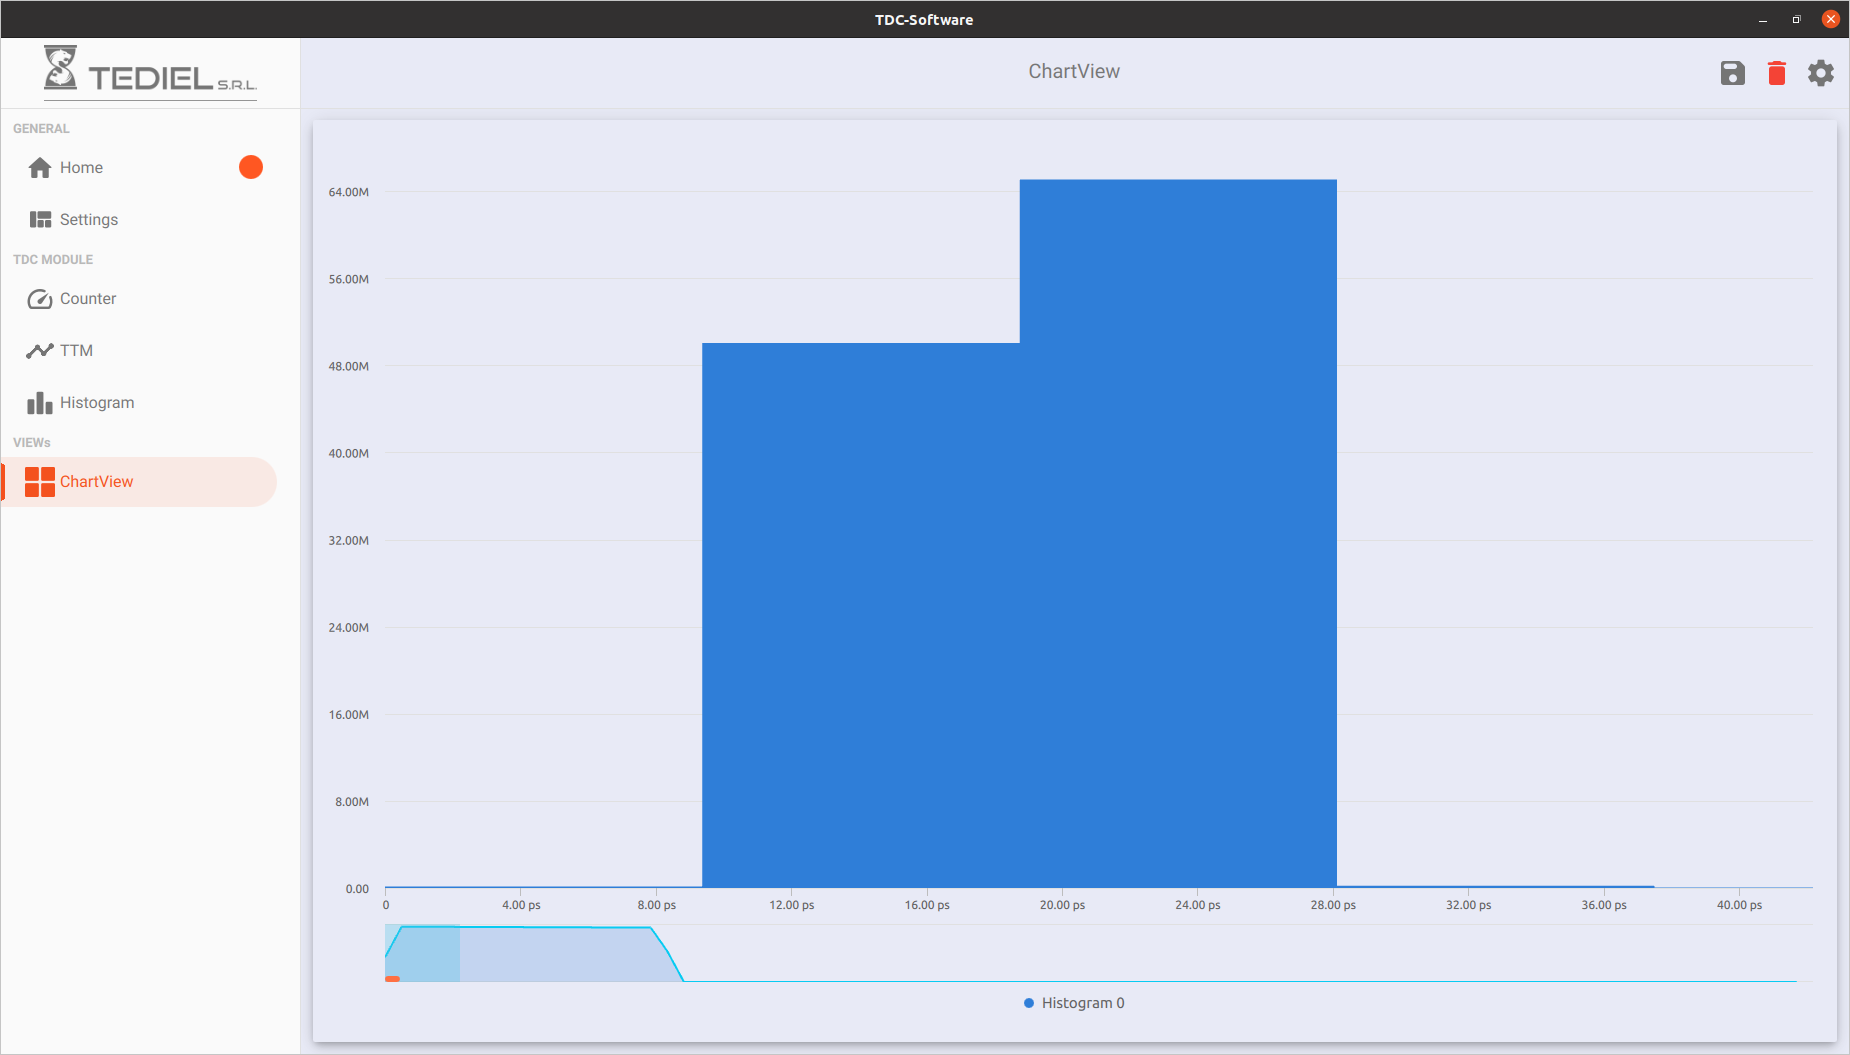 TDC-Software
TEDIEL S.R.L.
ChartView
GENERAL
Home
Settings
TDC MODULE
Counter
TTM
Histogram
VIEWs
ChartView
64.00M
56.00M
48.00M
40.00M
32.00M
24.00M
16.00M
8.00M
0.00
0 4.00 ps 8.00 ps 12.00 ps 16.00 ps 20.00 ps 24.00 ps 28.00 ps 32.00 ps 36.00 ps 40.00 ps
Histogram 0